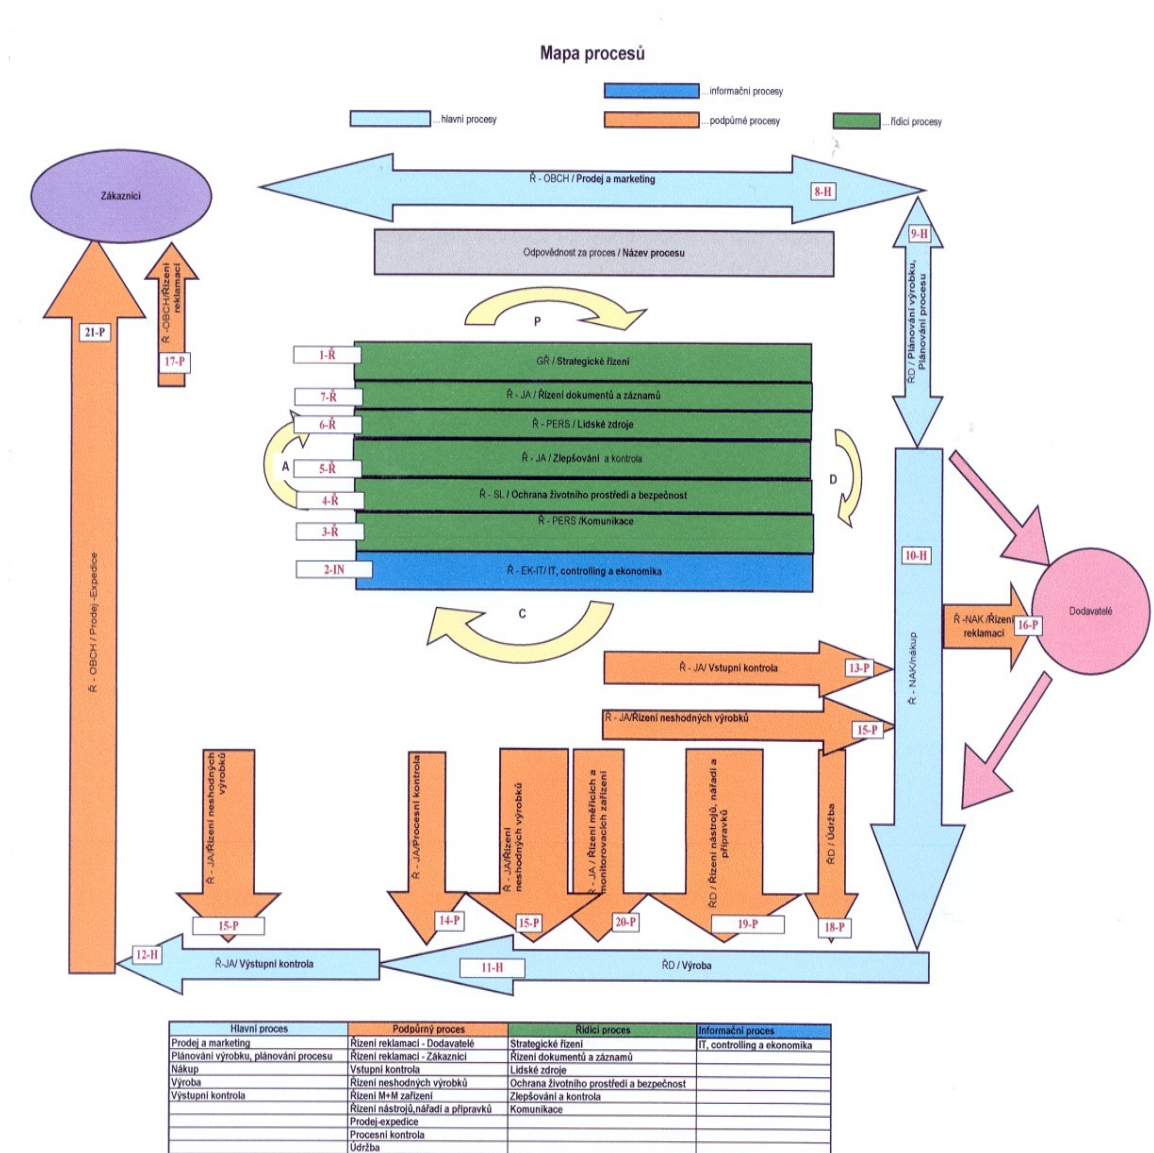 Mapa procesů
...informační procesy
...hlavní procesy
...podpůrné procesy
...řídící procesy
Zákazníci
Ř - OBCH / Prodej a marketing
8-H
9-H
Odpovědnost za proces / Název procesu
Ř -OBCH/Řízení
reklamací
17-P
21-P
P
ŘD / Plánování výrobku,
Plánování procesu
1-Ř
GŘ / Strategické řízení
7-Ř
Ř - JA / Řízení dokumentů a záznamů
6-Ř
Ř - PERS / Lidské zdroje
A
5-Ř
Ř - JA / Zlepšování a kontrola
D
4-Ř
Ř - SL / Ochrana životního prostředí a bezpečnost
3-Ř
Ř - PERS /Komunikace
2-IN
Ř - EK-IT/ IT, controlling a ekonomika
C
10-H
Ř - NAK/nákup
Dodavatelé
Ř -NAK /Řízení
reklamací
16-P
Ř - OBCH / Prodej -Expedice
Ř - JA/ Vstupní kontrola
13-P
Ř - JA/Řízení neshodných výrobků
15-P
Ř - JA/Řízení neshodných
výrobků
15-P
Ř - JA/Procesní kontrola
14-P
Ř - JA/Řízení
neshodných výrobků
15-P
Ř - JA / Řízení měřících a
monitorovacích zařízení
20-P
ŘD / Řízení nástrojů, nářadí a
přípravků
19-P
ŘD / Údržba
18-P
12-H
Ř-JA/ Výstupní kontrola
11-H
ŘD / Výroba
Hlavní proces Podpůrný proces Řídící proces Informační proces
Prodej a marketing Řízení reklamací - Dodavatelé Strategické řízení IT, controlling a ekonomika
Plánování výrobku, plánování procesu Řízení reklamací - Zákazníci Řízení dokumentů a záznamů
Nákup Vstupní kontrola Lidské zdroje
Výroba Řízení neshodných výrobků Ochrana životního prostředí a bezpečnost
Výstupní kontrola Řízení M+M zařízení Zlepšování a kontrola
Řízení nástrojů,nářadí a přípravků Komunikace
Prodej-expedice
Procesní kontrola
Údržba